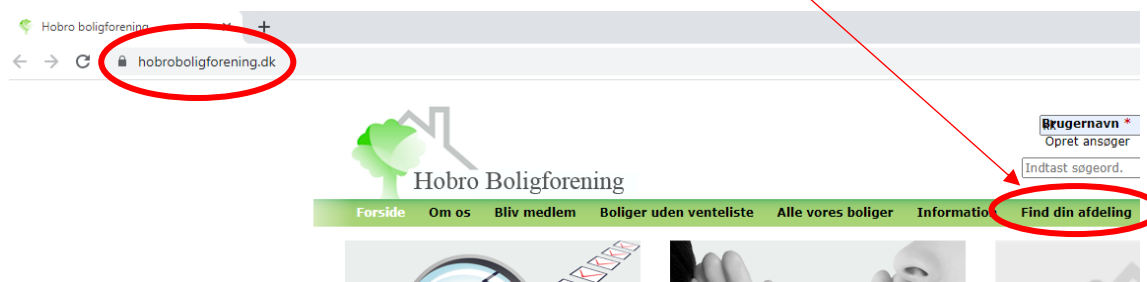 Hobro boligforening
hobroboligforening.dk
Brugernavn *
Opret ansøger
Indtast søgeord.
Hobro Boligforening
Forside Om os Bliv medlem Boliger uden venteliste Alle vores boliger Information Find din afdeling